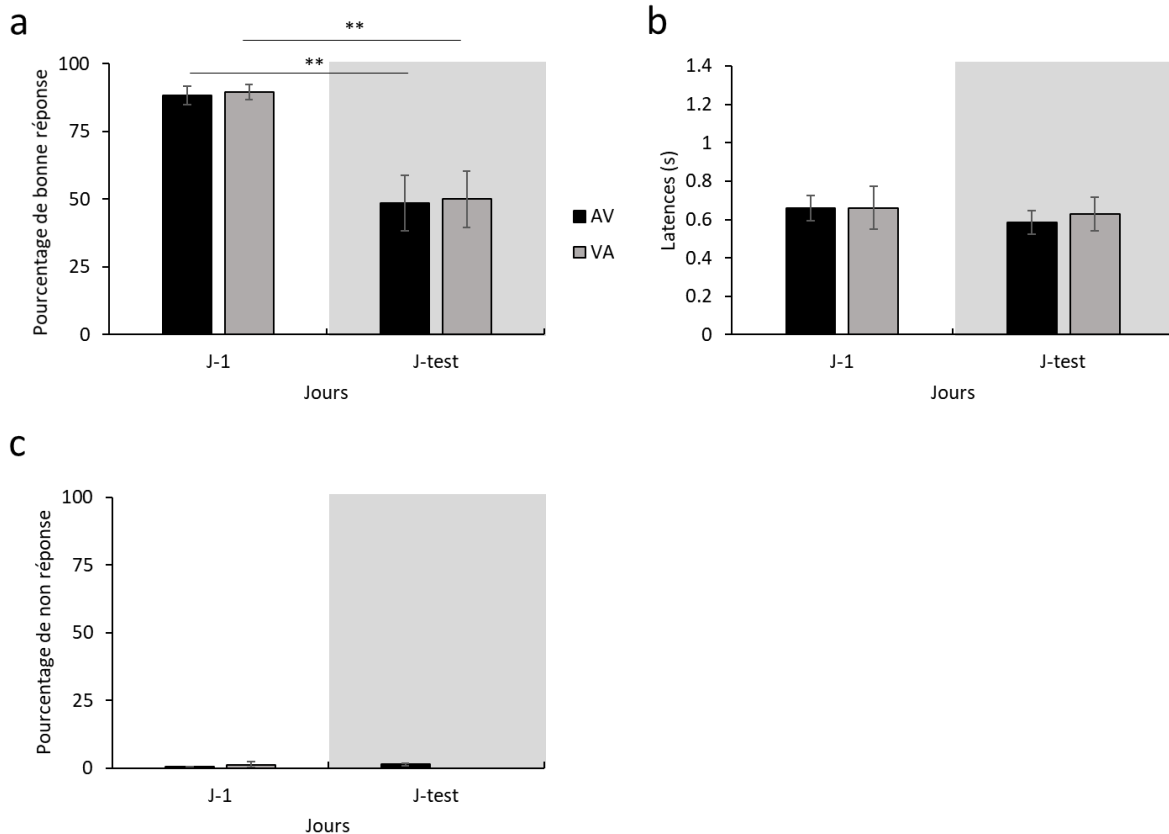 a
**
**
Pourcentage de bonne réponse
100
75
50
25
0
J-1
J-test
Jours
AV
VA
b
Latences (s)
1.4
1.2
1
0.8
0.6
0.4
0.2
0
J-1
J-test
Jours
c
Pourcentage de non réponse
100
75
50
25
0
J-1
J-test
Jours